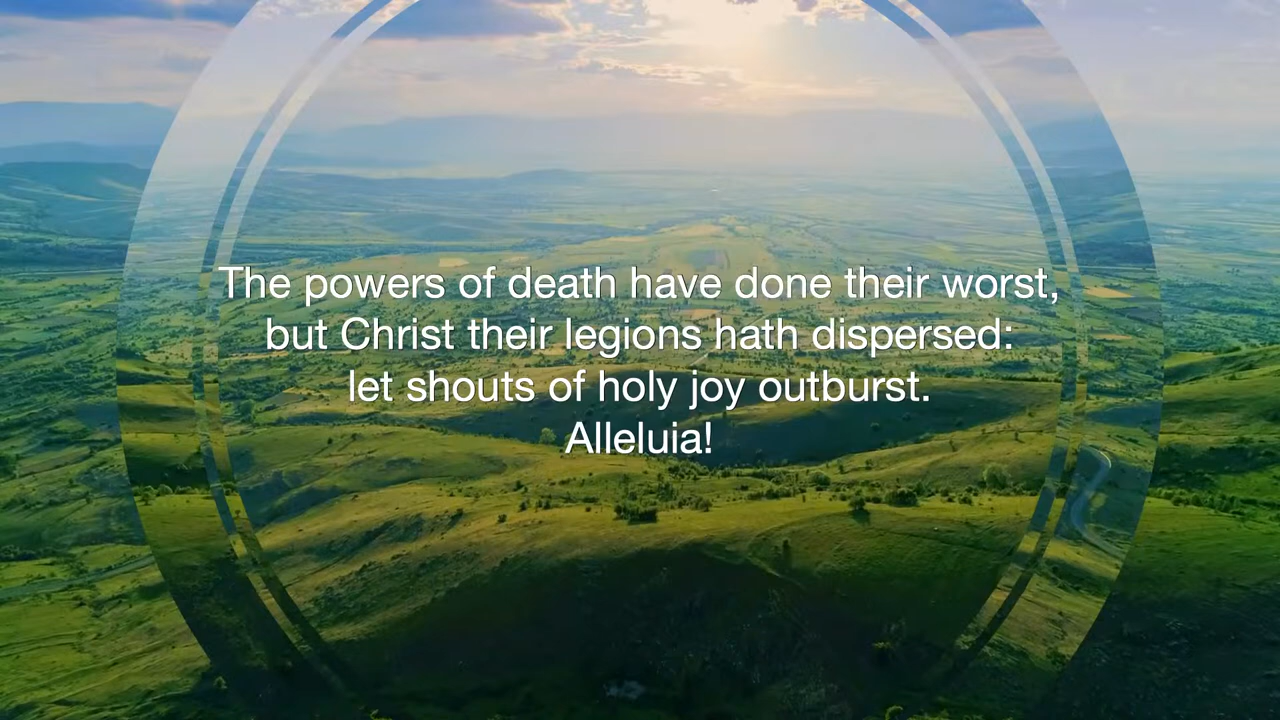 The powers of death have done their worst,
but Christ their legions hath dispersed:
let shouts of holy joy outburst.
Alleluia!